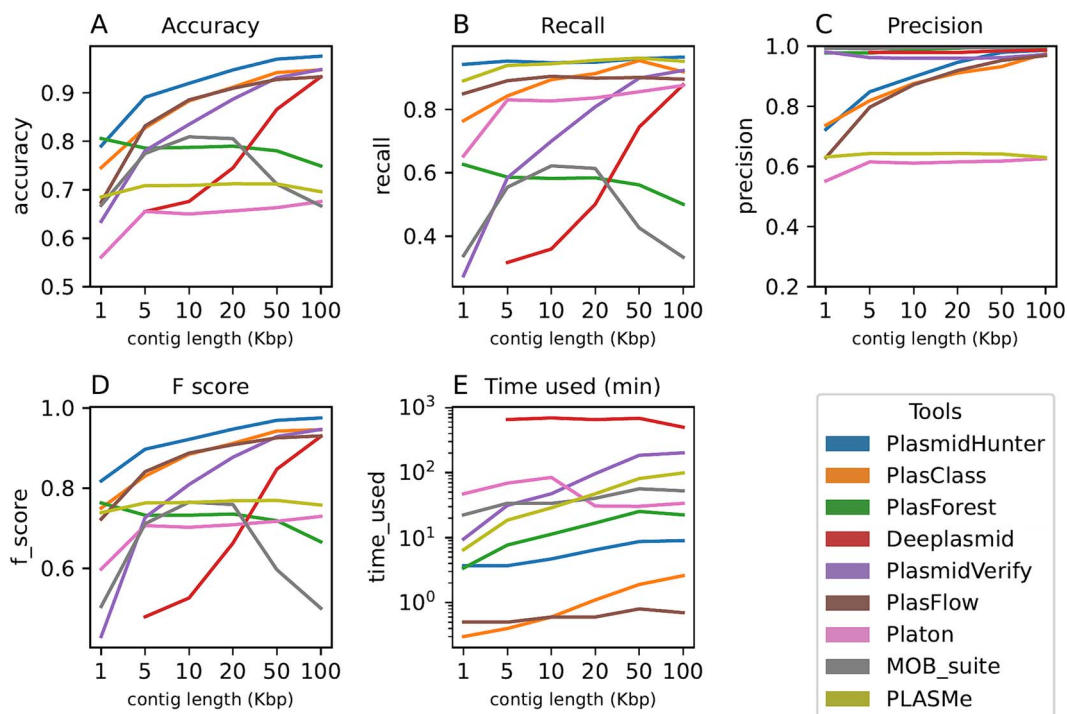 A Accuracy
accuracy
0.9
0.8
0.7
0.6
0.5
1 5 10 20 50 100
contig length (Kbp)
B Recall
recall
0.8
0.6
0.4
1 5 10 20 50 100
contig length (Kbp)
C Precision
precision
1.0
0.8
0.6
0.4
0.2
1 5 10 20 50 100
contig length (Kbp)
D F score
f_score
1.0
0.8
0.6
1 5 10 20 50 100
contig length (Kbp)
E Time used (min)
time_used
10³
10²
10¹
10⁰
1 5 10 20 50 100
contig length (Kbp)
Tools
PlasmidHunter
PlasClass
PlasForest
Deeplasmid
PlasmidVerify
PlasFlow
Platon
MOB_suite
PLASMe